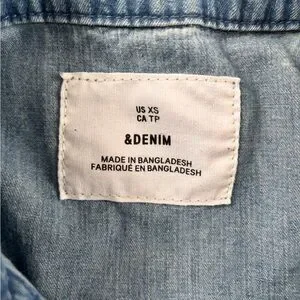 US XS
CA TP
&DENIM
MADE IN BANGLADESH
FABRIQUÉ EN BANGLADESH